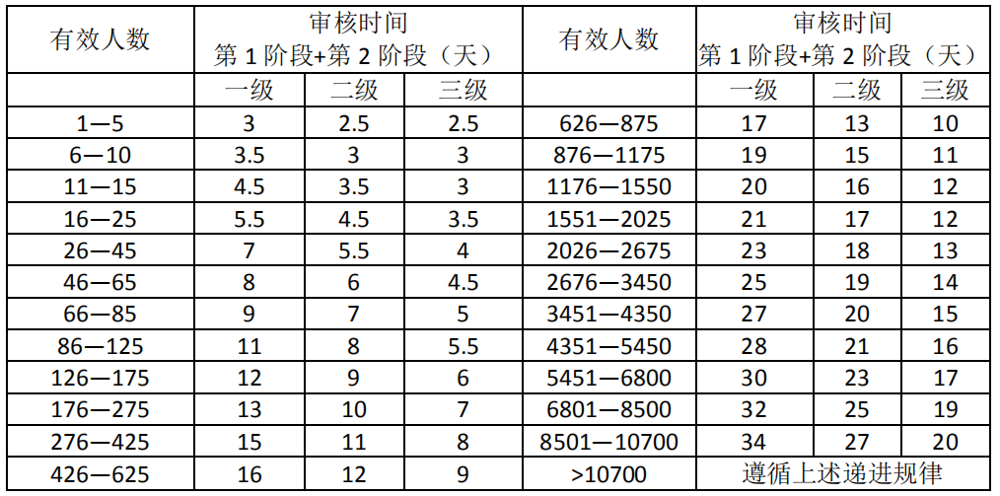 有效人数 审核时间 第1阶段+第2阶段（天） 有效人数 审核时间 第1阶段+第2阶段（天）
一级 二级 三级 一级 二级 三级
1—5 3 2.5 2.5 626—875 17 13 10
6—10 3.5 3 3 876—1175 19 15 11
11—15 4.5 3.5 3 1176—1550 20 16 12
16—25 5.5 4.5 3.5 1551—2025 21 17 12
26—45 7 5.5 4 2026—2675 23 18 13
46—65 8 6 4.5 2676—3450 25 19 14
66—85 9 7 5 3451—4350 27 20 15
86—125 11 8 5.5 4351—5450 28 21 16
126—175 12 9 6 5451—6800 30 23 17
176—275 13 10 7 6801—8500 32 25 19
276—425 15 11 8 8501—10700 34 27 20
426—625 16 12 9 >10700 遵循上述递进规律